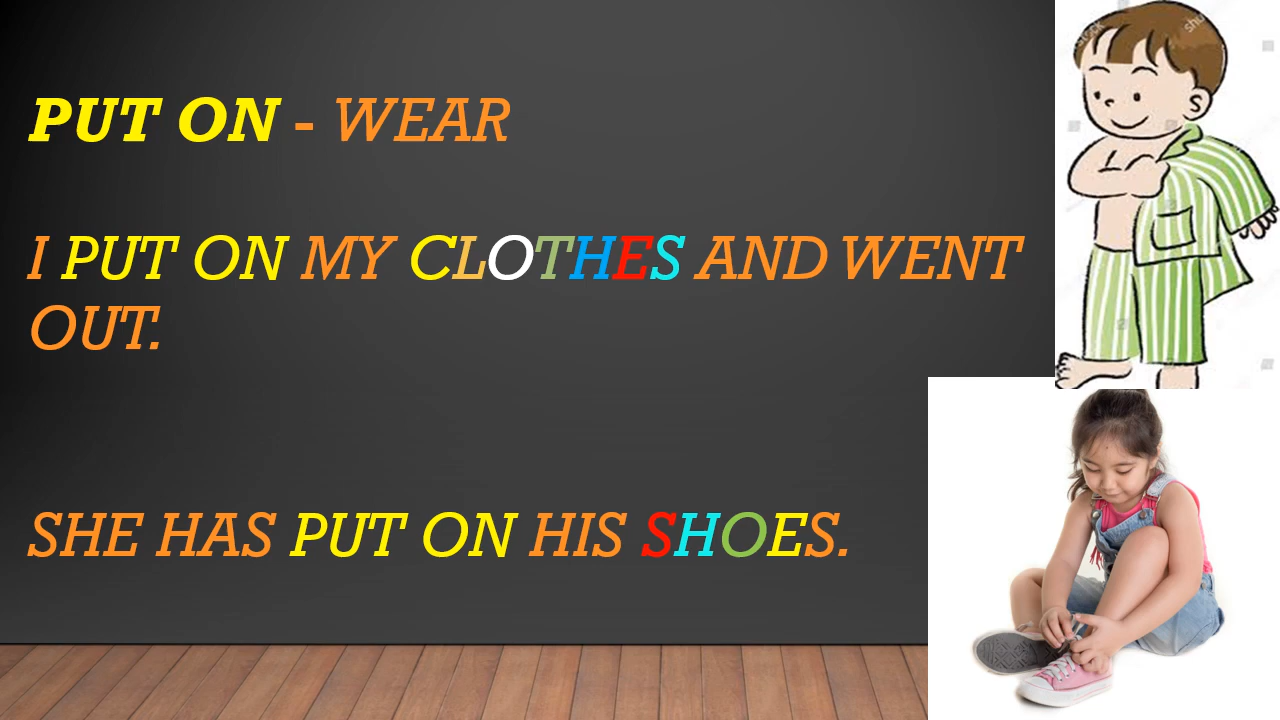 PUT ON - WEAR
I PUT ON MY CLOTHES AND WENT
OUT.
SHE HAS PUT ON HIS SHOES.